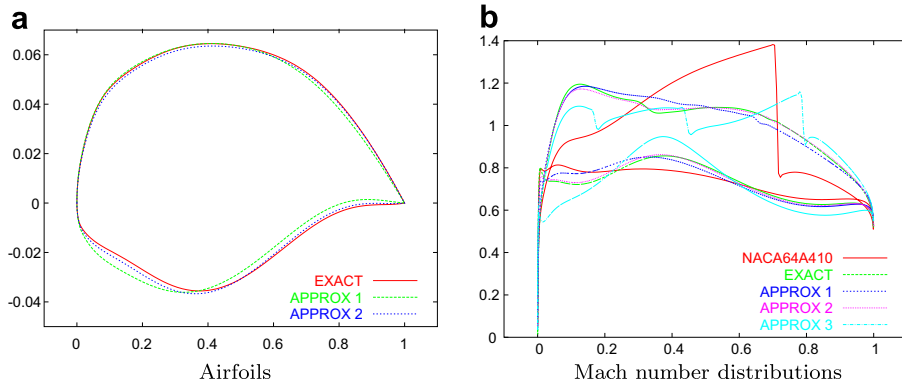 a
0.06
0.04
0.02
0
-0.02
-0.04
0
0.2
0.4
0.6
0.8
1
EXACT
APPROX 1
APPROX 2
Airfoils
b
1.4
1.2
1
0.8
0.6
0.4
0.2
0
0
0.2
0.4
0.6
0.8
1
NACA64A410
EXACT
APPROX 1
APPROX 2
APPROX 3
Mach number distributions